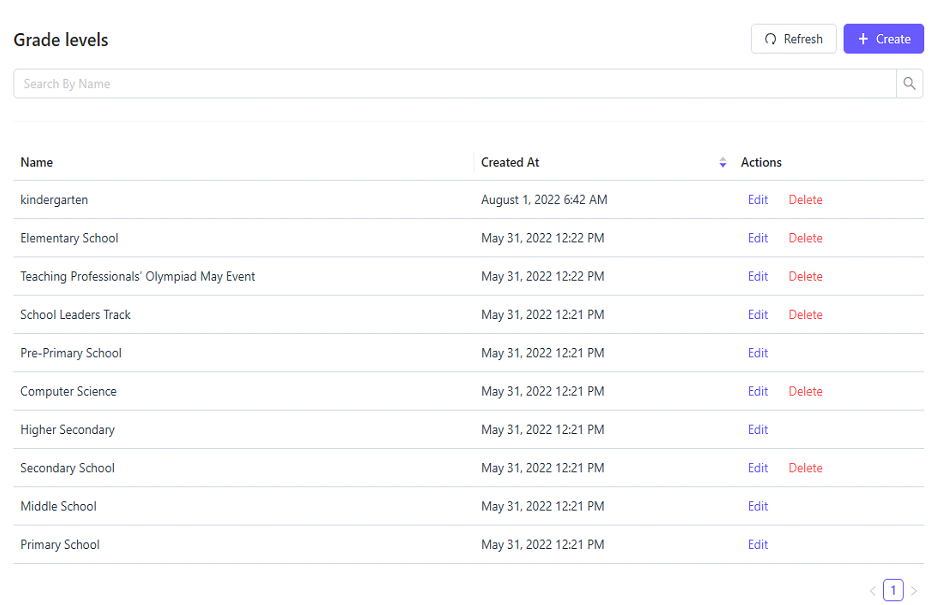 Grade levels
Refresh
Create
Search By Name
Name Created At Actions
kindergarten August 1, 2022 6:42 AM Edit Delete
Elementary School May 31, 2022 12:22 PM Edit Delete
Teaching Professionals' Olympiad May Event May 31, 2022 12:22 PM Edit Delete
School Leaders Track May 31, 2022 12:21 PM Edit Delete
Pre-Primary School May 31, 2022 12:21 PM Edit
Computer Science May 31, 2022 12:21 PM Edit Delete
Higher Secondary May 31, 2022 12:21 PM Edit
Secondary School May 31, 2022 12:21 PM Edit Delete
Middle School May 31, 2022 12:21 PM Edit
Primary School May 31, 2022 12:21 PM Edit
1